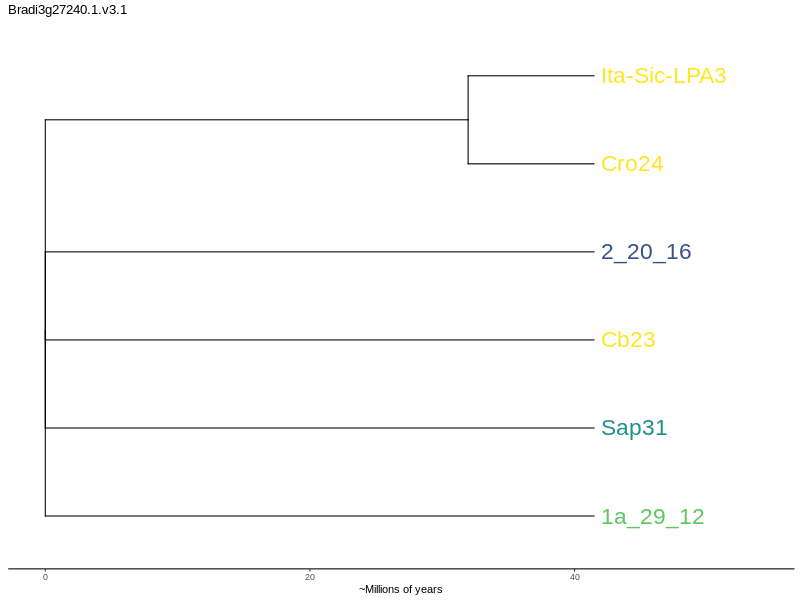 Bradi3g27240.1.v3.1
Ita-Sic-LPA3
Cro24
2_20_16
Cb23
Sap31
1a_29_12
0 20 40
~Millions of years